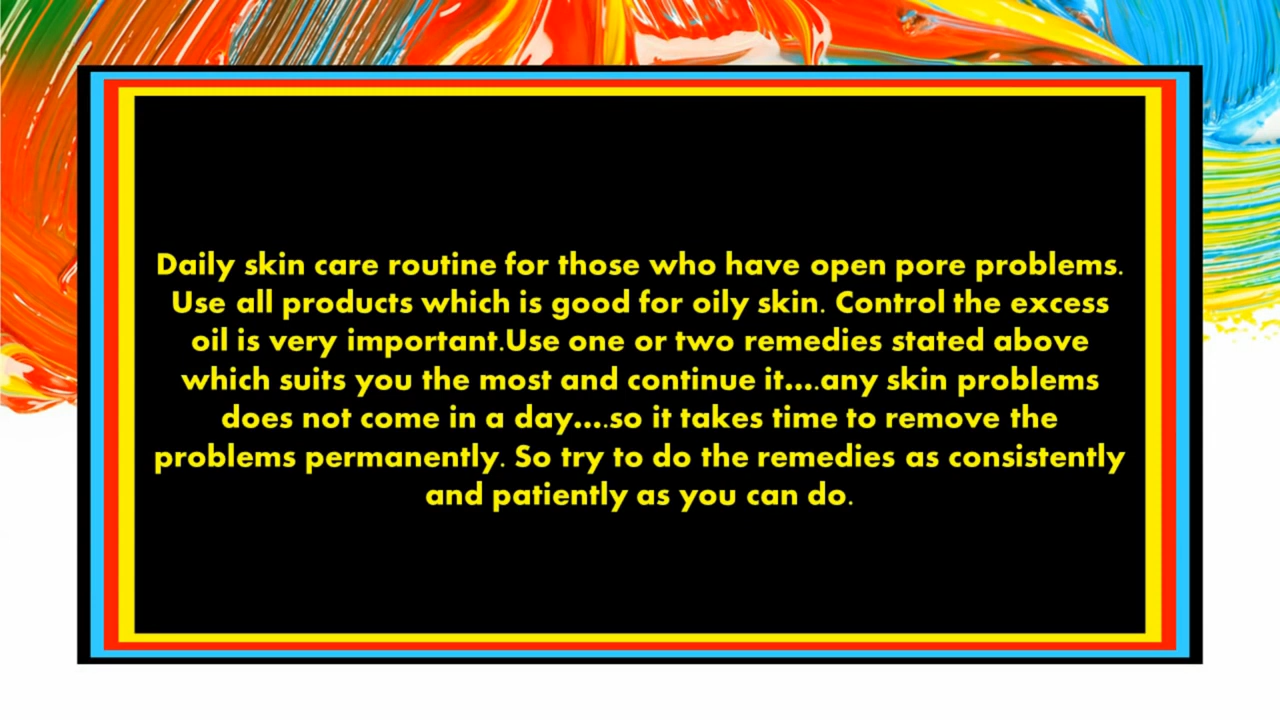 Daily skin care routine for those who have open pore problems.
Use all products which is good for oily skin. Control the excess
oil is very important.Use one or two remedies stated above
which suits you the most and continue it....any skin problems
does not come in a day....so it takes time to remove the
problems permanently. So try to do the remedies as consistently
and patiently as you can do.